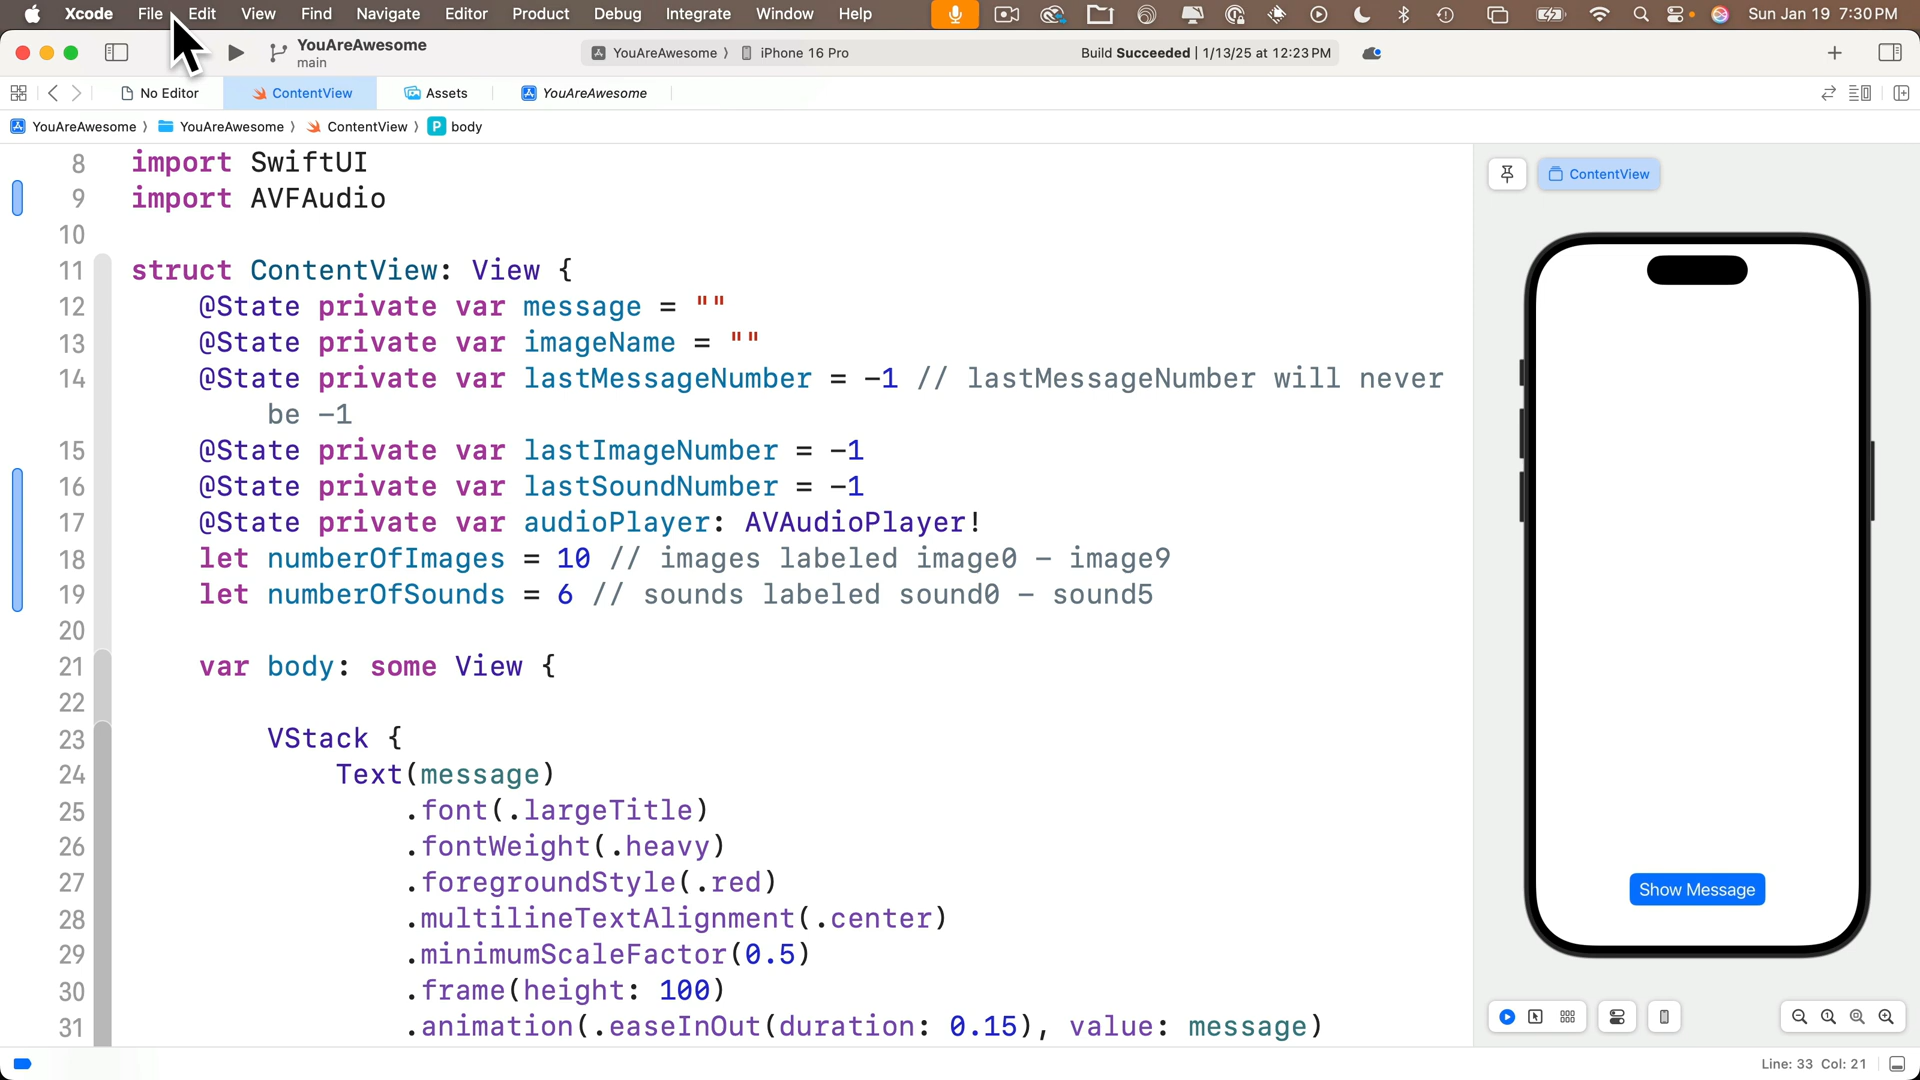 Xcode File Edit View Find Navigate Editor Product Debug Integrate Window Help Sun Jan 19 7:30 PM
YouAreAwesome
main
YouAreAwesome 〉 iPhone 16 Pro
Build Succeeded | 1/13/25 at 12:23 PM
No Editor ContentView Assets YouAreAwesome
YouAreAwesome 〉 YouAreAwesome 〉 ContentView 〉 P body
8 import SwiftUI
9 import AVFAudio
10
11 struct ContentView: View {
12 @State private var message = ""
13 @State private var imageName = ""
14 @State private var lastMessageNumber = -1 // lastMessageNumber will never
be -1
15 @State private var lastImageNumber = -1
16 @State private var lastSoundNumber = -1
17 @State private var audioPlayer: AVAudioPlayer!
18 let numberOfImages = 10 // images labeled image0 - image9
19 let numberOfSounds = 6 // sounds labeled sound0 - sound5
20
21 var body: some View {
22
23 VStack {
24 Text(message)
25 .font(.largeTitle)
26 .fontWeight(.heavy)
27 .foregroundStyle(.red)
28 .multilineTextAlignment(.center)
29 .minimumScaleFactor(0.5)
30 .frame(height: 100)
31 .animation(.easeInOut(duration: 0.15), value: message)
ContentView
Show Message
Line: 33 Col: 21